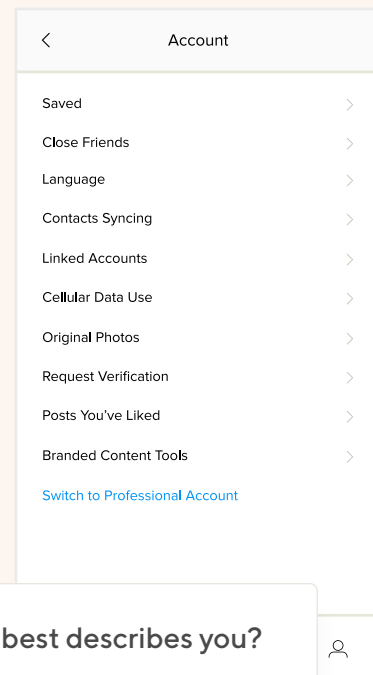 Account
Saved
Close Friends
Language
Contacts Syncing
Linked Accounts
Cellular Data Use
Original Photos
Request Verification
Posts You've Liked
Branded Content Tools
Switch to Professional Account
best describes you?